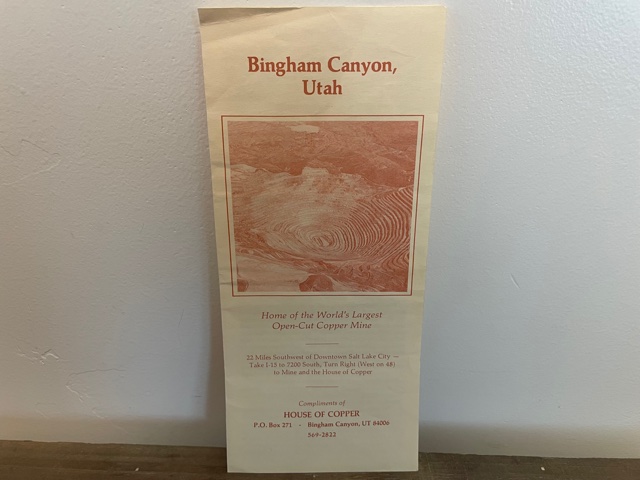 Bingham Canyon,
Utah
Home of the World's Largest
Open-Cut Copper Mine
22 Miles Southwest of Downtown Salt Lake City —
Take I-15 to 7200 South, Turn Right (West on 48)
to Mine and the House of Copper
Compliments of
HOUSE OF COPPER
P.O. Box 271 - Bingham Canyon, UT 84006
569-2822